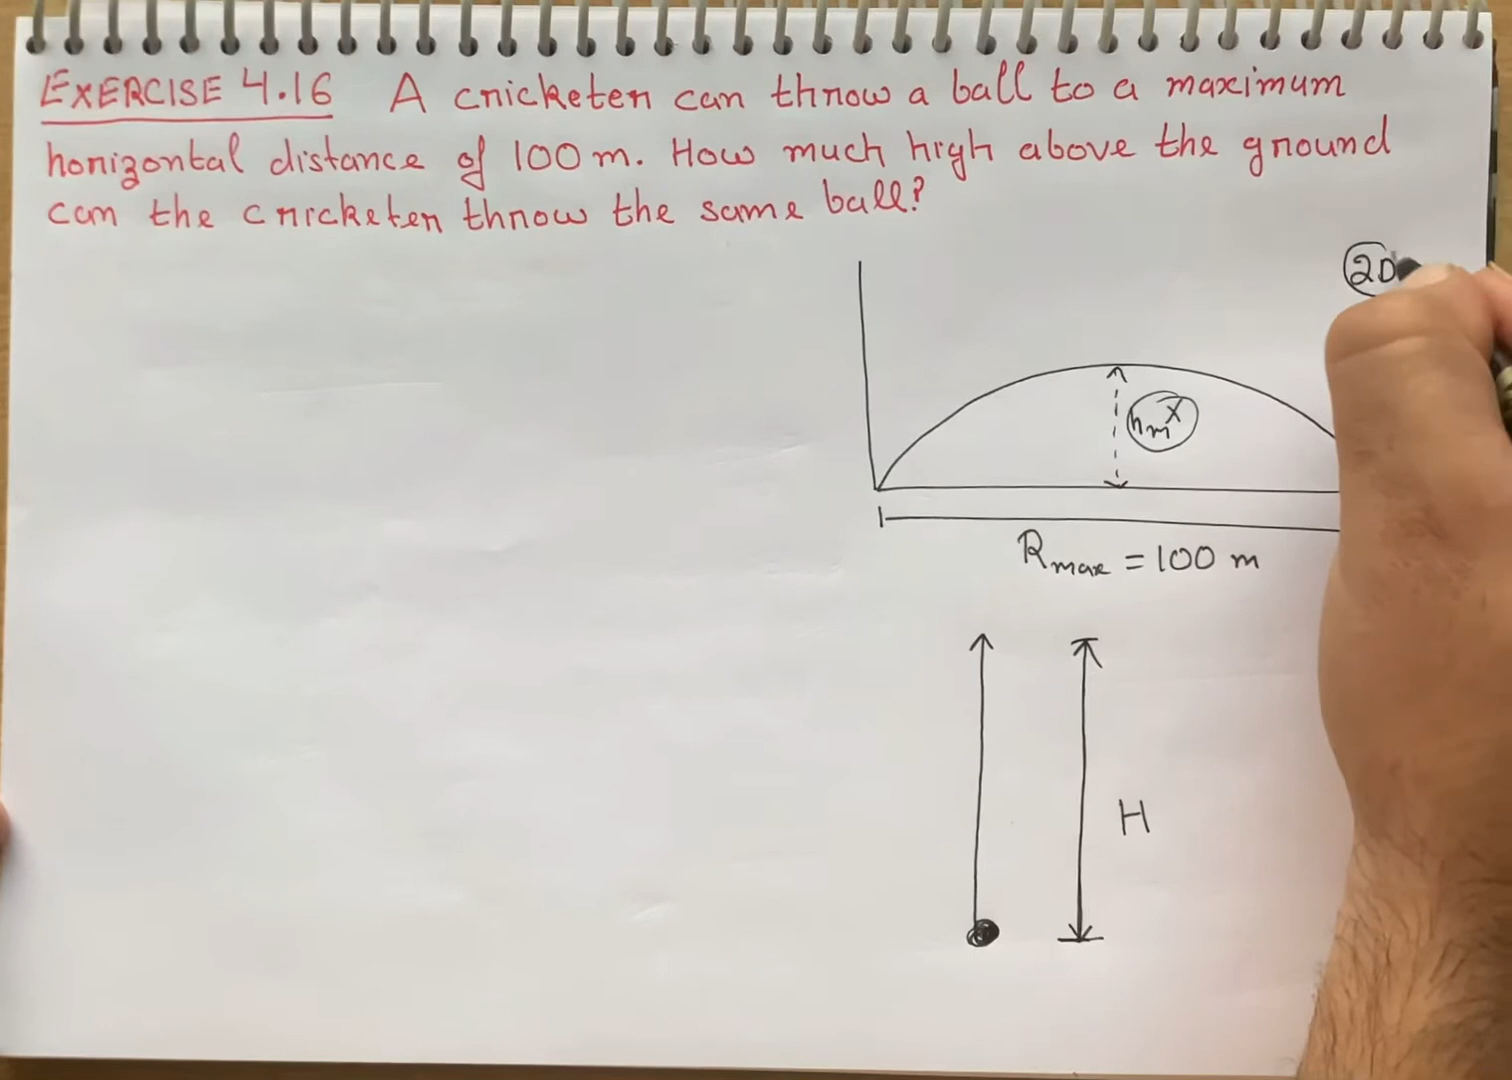 EXERCISE 4.16 A cricketer can throw a ball to a maximum
horizontal distance of 100 m. How much high above the ground
can the cricketer throw the same ball?
2D
hm x
Rmax = 100 m
H